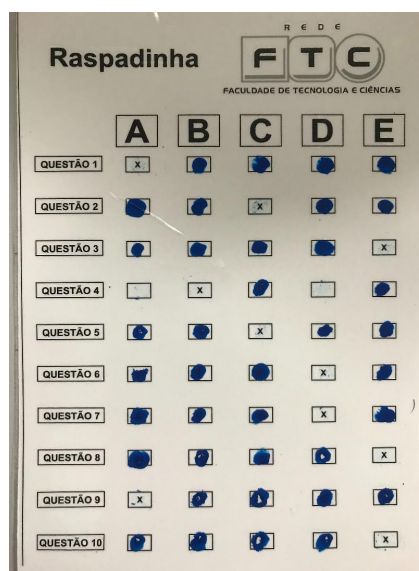 REDE
Raspadinha FTC
FACULDADE DE TECNOLOGIA E CIÊNCIAS
A B C D E
QUESTÃO 1 x
QUESTÃO 2 x
QUESTÃO 3 x
QUESTÃO 4 x
QUESTÃO 5 x
QUESTÃO 6 x
QUESTÃO 7 x
QUESTÃO 8 x
QUESTÃO 9 x
QUESTÃO 10 x